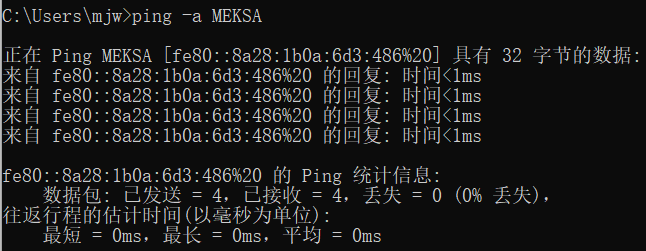 C:\Users\mjw>ping -a MEKSA
正在 Ping MEKSA [fe80::8a28:1b0a:6d3:486%20] 具有 32 字节的数据:
来自 fe80::8a28:1b0a:6d3:486%20 的回复: 时间<1ms
来自 fe80::8a28:1b0a:6d3:486%20 的回复: 时间<1ms
来自 fe80::8a28:1b0a:6d3:486%20 的回复: 时间<1ms
来自 fe80::8a28:1b0a:6d3:486%20 的回复: 时间<1ms
fe80::8a28:1b0a:6d3:486%20 的 Ping 统计信息:
    数据包: 已发送 = 4，已接收 = 4，丢失 = 0 (0% 丢失)，
往返行程的估计时间(以毫秒为单位):
    最短 = 0ms，最长 = 0ms，平均 = 0ms